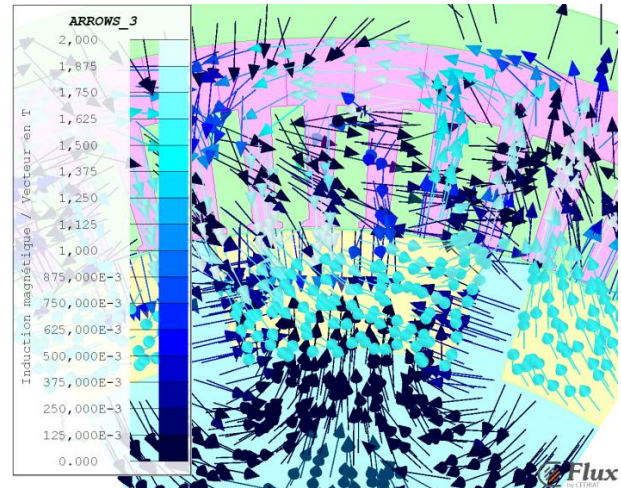 ARROWS_3
2,000
1,875
1,750
1,625
1,500
1,375
1,250
1,125
1,000
875,000E-3
750,000E-3
625,000E-3
500,000E-3
375,000E-3
250,000E-3
125,000E-3
0.000
Induction magnétique / Vecteur en T
Flux
by CEDRAT